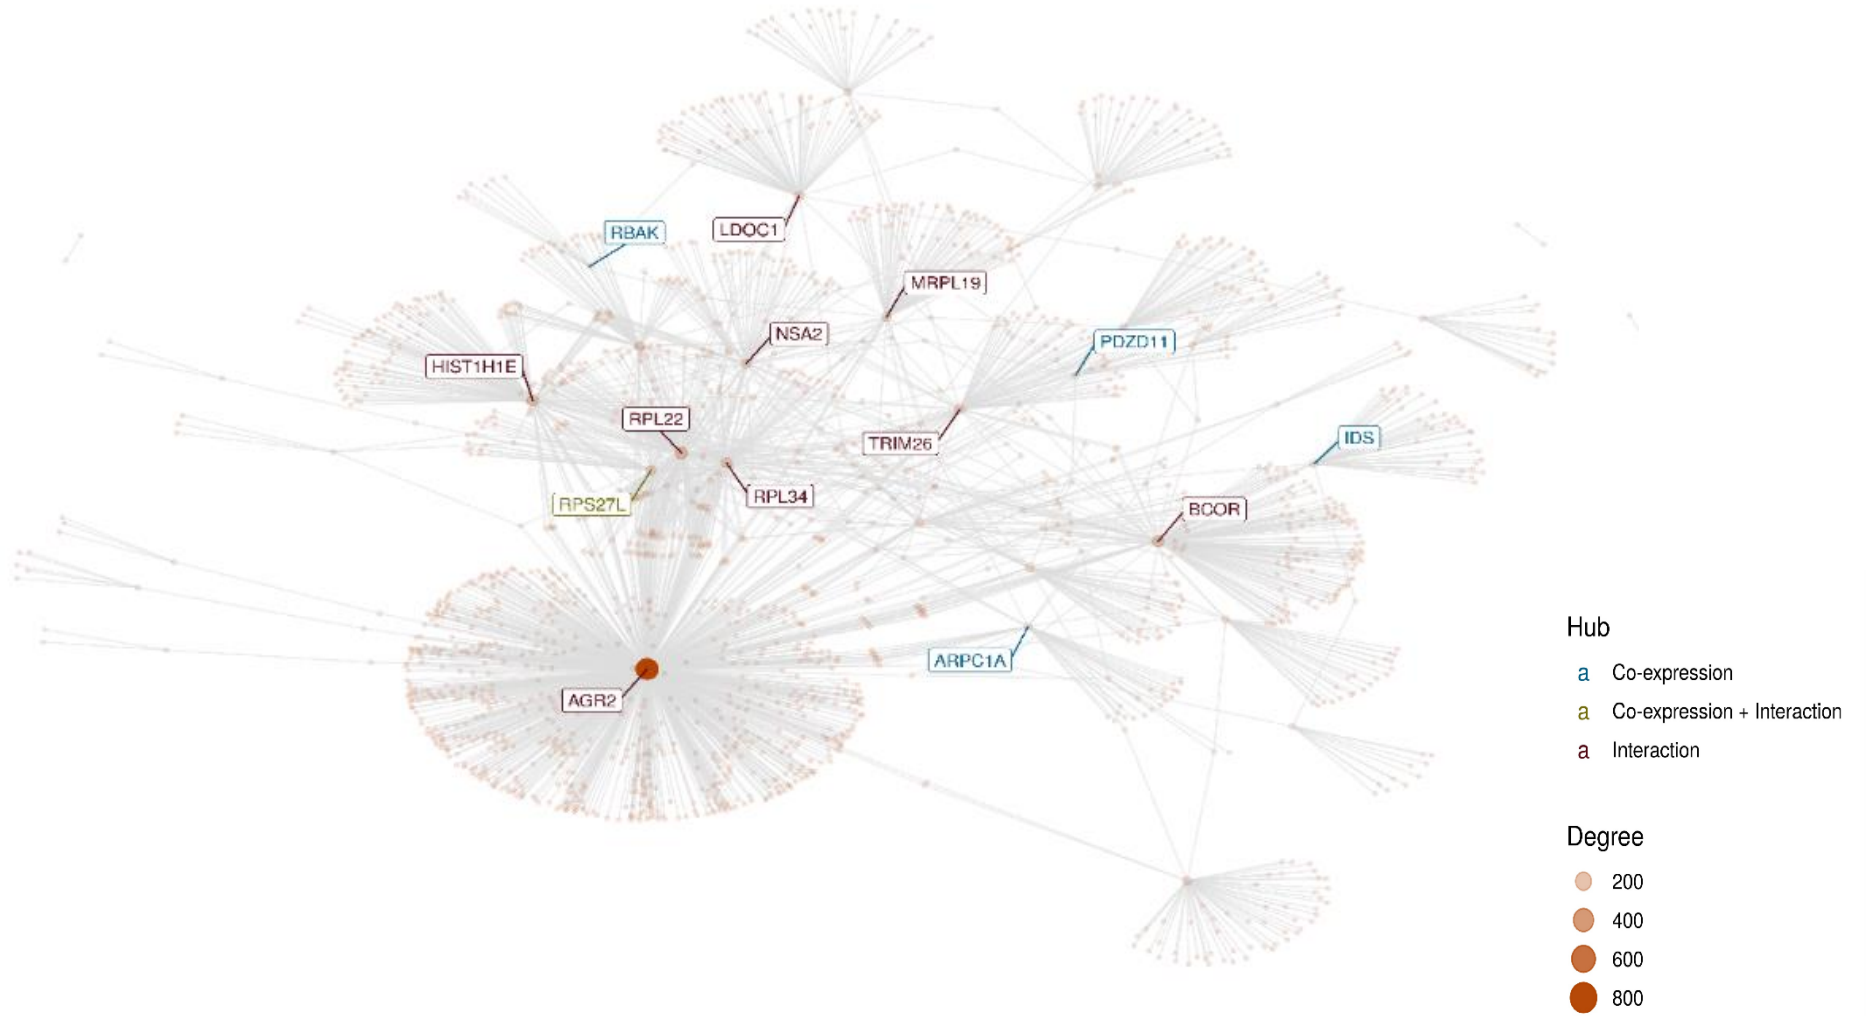 RBAK
LDOC1
MRPL19
NSA2
PDZD11
HIST1H1E
RPL22
TRIM26
IDS
RPS27L
RPL34
BCOR
ARPC1A
AGR2
Hub
a Co-expression
a Co-expression + Interaction
a Interaction
Degree
200
400
600
800